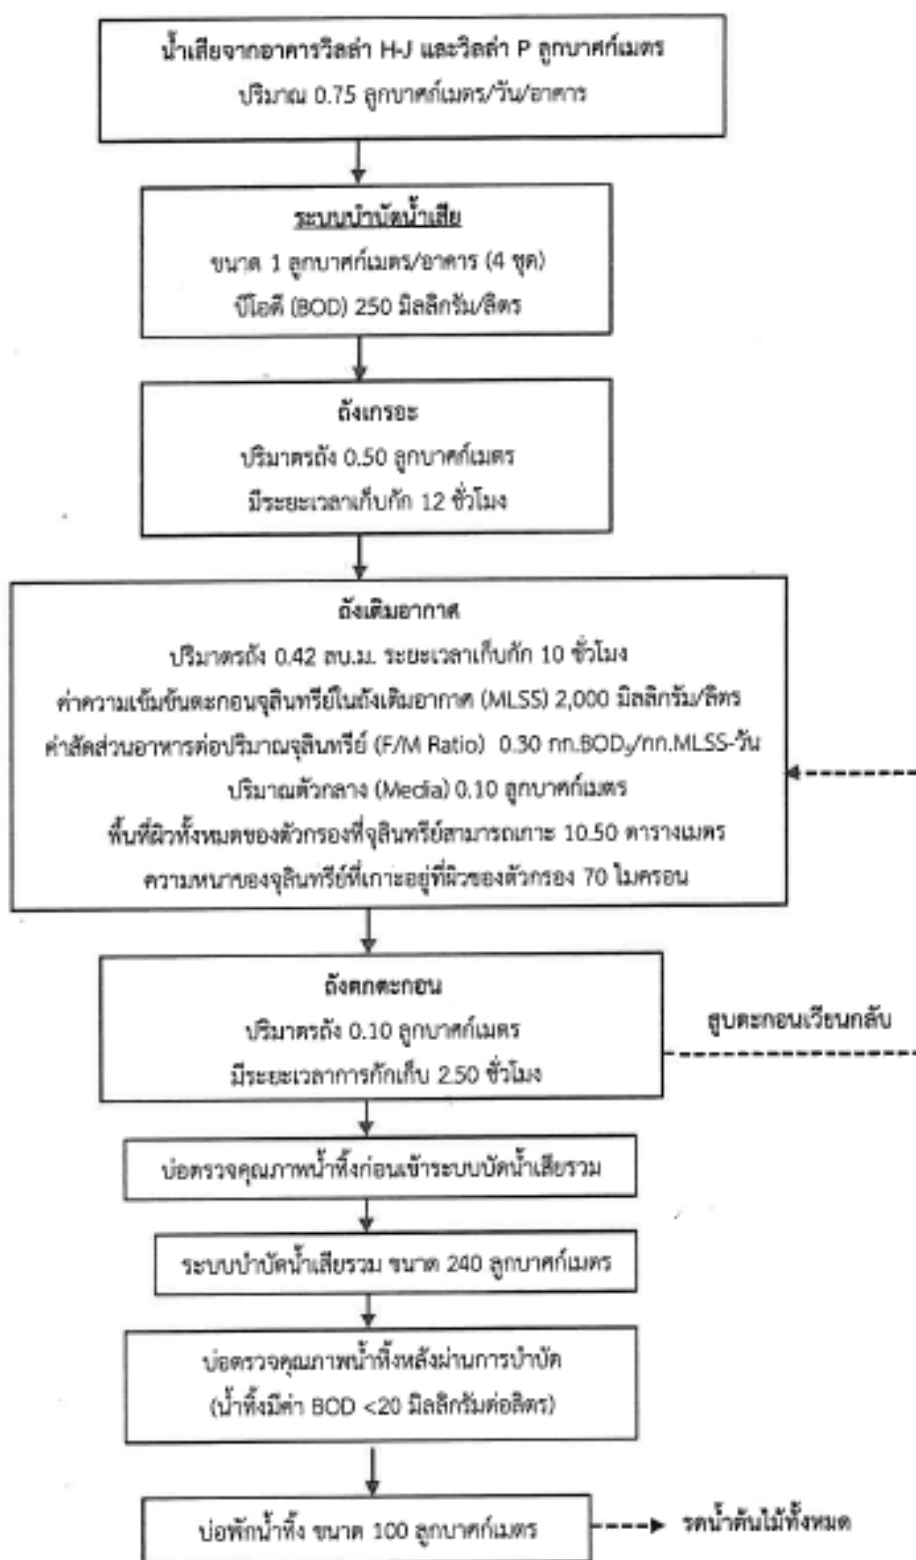 น้ำเสียจากอาคารวิลล่า H-J และวิลล่า P ลูกบาศก์เมตร
ปริมาณ 0.75 ลูกบาศก์เมตร/วัน/อาคาร
ระบบบำบัดน้ำเสีย
ขนาด 1 ลูกบาศก์เมตร/อาคาร (4 ชุด)
บีโอดี (BOD) 250 มิลลิกรัม/ลิตร
ถังเกรอะ
ปริมาตรถัง 0.50 ลูกบาศก์เมตร
มีระยะเวลาเก็บกัก 12 ชั่วโมง
ถังเติมอากาศ
ปริมาตรถัง 0.42 ลบ.ม. ระยะเวลาเก็บกัก 10 ชั่วโมง
ค่าความเข้มข้นตะกอนจุลินทรีย์ในถังเติมอากาศ (MLSS) 2,000 มิลลิกรัม/ลิตร
ค่าสัดส่วนอาหารต่อปริมาณจุลินทรีย์ (F/M Ratio) 0.30 กก.BOD₅/กก.MLSS-วัน
ปริมาณตัวกลาง (Media) 0.10 ลูกบาศก์เมตร
พื้นที่ผิวทั้งหมดของตัวกรองที่จุลินทรีย์สามารถเกาะ 10.50 ตารางเมตร
ความหนาของจุลินทรีย์ที่เกาะอยู่ที่ผิวของตัวกรอง 70 ไมครอน
ถังตกตะกอน
ปริมาตรถัง 0.10 ลูกบาศก์เมตร
มีระยะเวลาการกักเก็บ 2.50 ชั่วโมง
สูบตะกอนเวียนกลับ
บ่อตรวจคุณภาพน้ำทิ้งก่อนเข้าระบบบัดน้ำเสียรวม
ระบบบำบัดน้ำเสียรวม ขนาด 240 ลูกบาศก์เมตร
บ่อตรวจคุณภาพน้ำทิ้งหลังผ่านการบำบัด
(น้ำทิ้งมีค่า BOD <20 มิลลิกรัมต่อลิตร)
บ่อพักน้ำทิ้ง ขนาด 100 ลูกบาศก์เมตร
รดน้ำต้นไม้ทั้งหมด